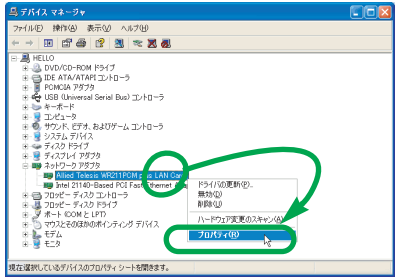 デバイス マネージャ
ファイル(F) 操作(A) 表示(V) ヘルプ(H)
HELLO
DVD/CD-ROM ドライブ
IDE ATA/ATAPI コントローラ
PCMCIA アダプタ
USB (Universal Serial Bus) コントローラ
キーボード
コンピュータ
サウンド、ビデオ、およびゲーム コントローラ
システム デバイス
ディスク ドライブ
ディスプレイ アダプタ
ネットワーク アダプタ
Allied Telesis WR211PCM plus LAN Card
Intel 21140-Based PCI Fast Ethernet
フロッピー ディスク コントローラ
フロッピー ディスク ドライブ
ポート (COM と LPT)
マウスとそのほかのポインティング デバイス
モデム
モニタ
ドライバの更新(P)...
無効(D)
削除(U)
ハードウェア変更のスキャン(A)
プロパティ(R)
現在選択しているデバイスのプロパティ シートを開きます。